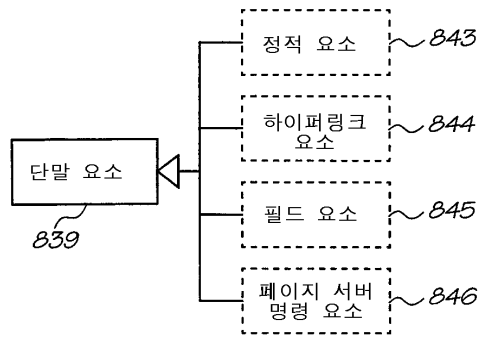 정적 요소
843
하이퍼링크
요소
844
단말 요소
839
필드 요소
845
페이지 서버
명령 요소
846